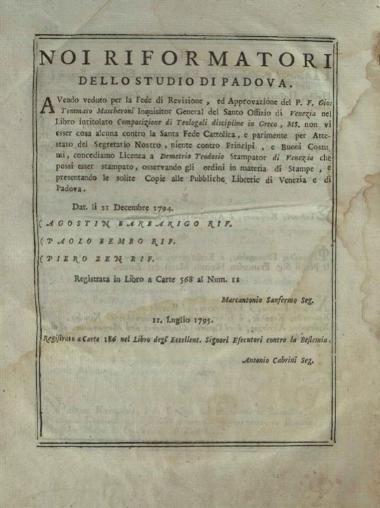 NOI RIFORMATORI
DELLO STUDIO DI PADOVA.
AVendo veduto per la Fede di Revisione, ed Approvazione del P. F. Gio:
Tommaso Mascheroni Inquisitor General del Santo Offizio di Venezia nel
Libro intitolato Composizione di Teologali discipline in Greco, MS. non vi
esser cosa alcuna contro la Santa Fede Cattolica, e parimente per Atte-
stato del Segretario Nostro, niente contro Principi, e Buoni Costu-
mi, concediamo Licenza a Demetrio Teodosio Stampator di Venezia che
possi esser stampato, osservando gli ordini in materia di Stampe, e
presentando le solite Copie alle Pubbliche Librerie di Venezia e di
Padova.
Dat. li 11 Decembre 1794.
( AGOSTIN BARBARIGO RIF.
( PAOLO BEMBO RIF.
( PIERO ZEN RIF.
Registrata in Libro a Carte 568 al Num. 11
Marcantonio Sanfermo Seg.
11. Luglio 1795.
Registrato a Carte 186 nel Libro degl' Eccellent. Signori Esecutori contro la Bestemia.
Antonio Cabrini Seg.